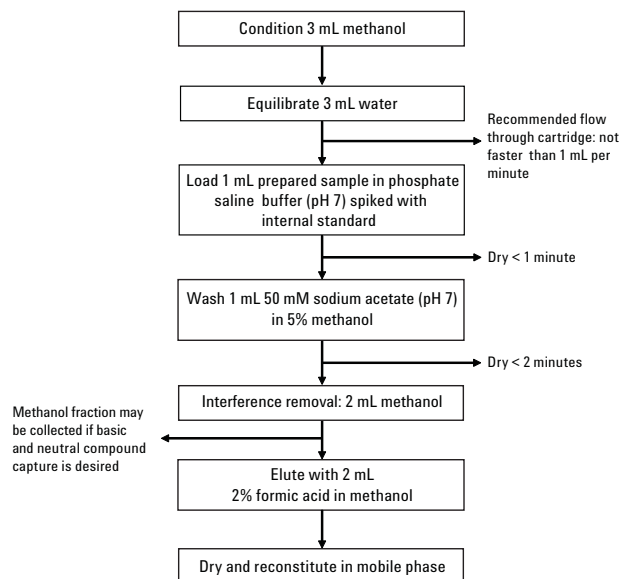 Condition 3 mL methanol
Equilibrate 3 mL water
Recommended flow
through cartridge: not
faster than 1 mL per
minute
Load 1 mL prepared sample in phosphate
saline buffer (pH 7) spiked with
internal standard
Dry < 1 minute
Wash 1 mL 50 mM sodium acetate (pH 7)
in 5% methanol
Dry < 2 minutes
Interference removal: 2 mL methanol
Methanol fraction may
be collected if basic
and neutral compound
capture is desired
Elute with 2 mL
2% formic acid in methanol
Dry and reconstitute in mobile phase